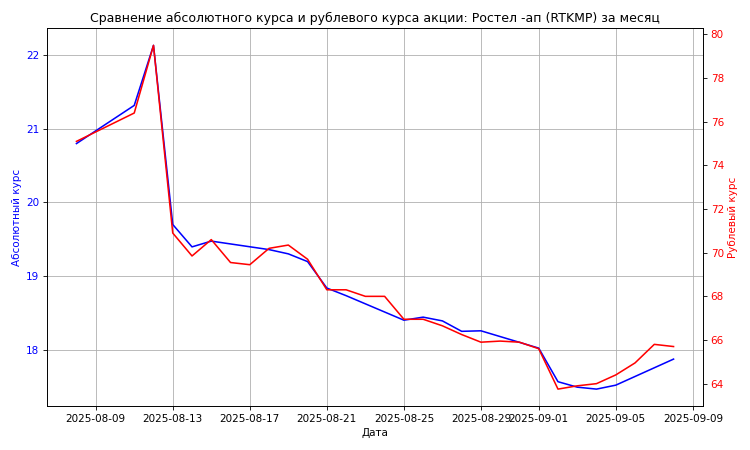 Сравнение абсолютного курса и рублевого курса акции: Ростел -ап (RTKMP) за месяц
Абсолютный курс
22
21
20
19
18
80
78
76
74
72
70
68
66
64
Рублевый курс
2025-08-09 2025-08-13 2025-08-17 2025-08-21 2025-08-25 2025-08-29 2025-09-01 2025-09-05 2025-09-09
Дата